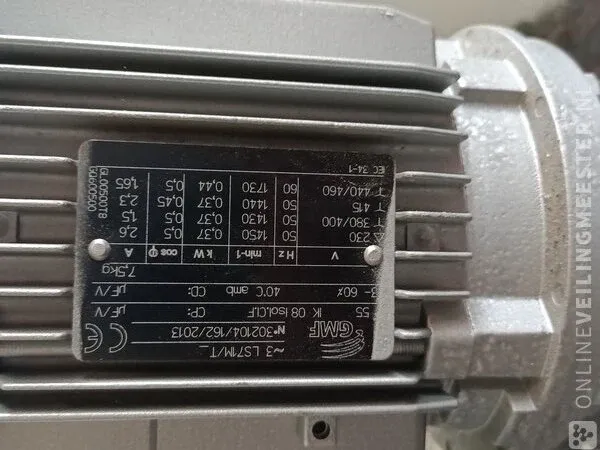 GMF ~3 LS71M/T_
N° 302104/162/2013 CE
55 IK 08 Isol.CL.F CP: µF/V
3- 60% 40°C amb CD: µF/V
7,5kg
V Hz min-1 kW cos φ A
Δ 230 50 1450 0,37 0,5 2,6
Y 380/400 50 1430 0,37 0,5 1,5
Y 415 50 1440 0,37 0,45 2,3
Y 440/460 60 1730 0,44 0,5 1,65
IEC 34-1
ONLINEVEILINGMEESTER.NL